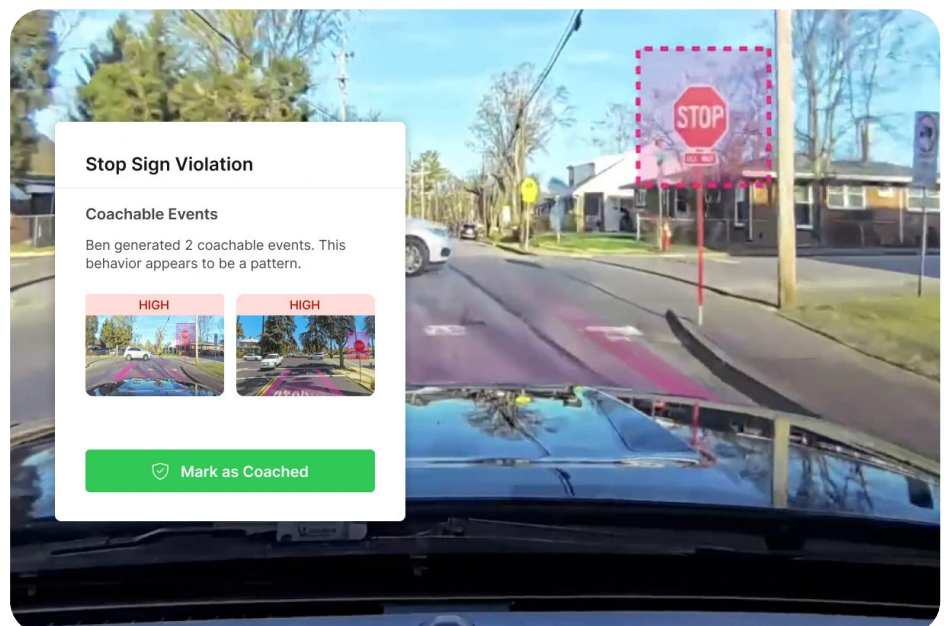 STOP
Stop Sign Violation
Coachable Events
Ben generated 2 coachable events. This
behavior appears to be a pattern.
HIGH
HIGH
Mark as Coached